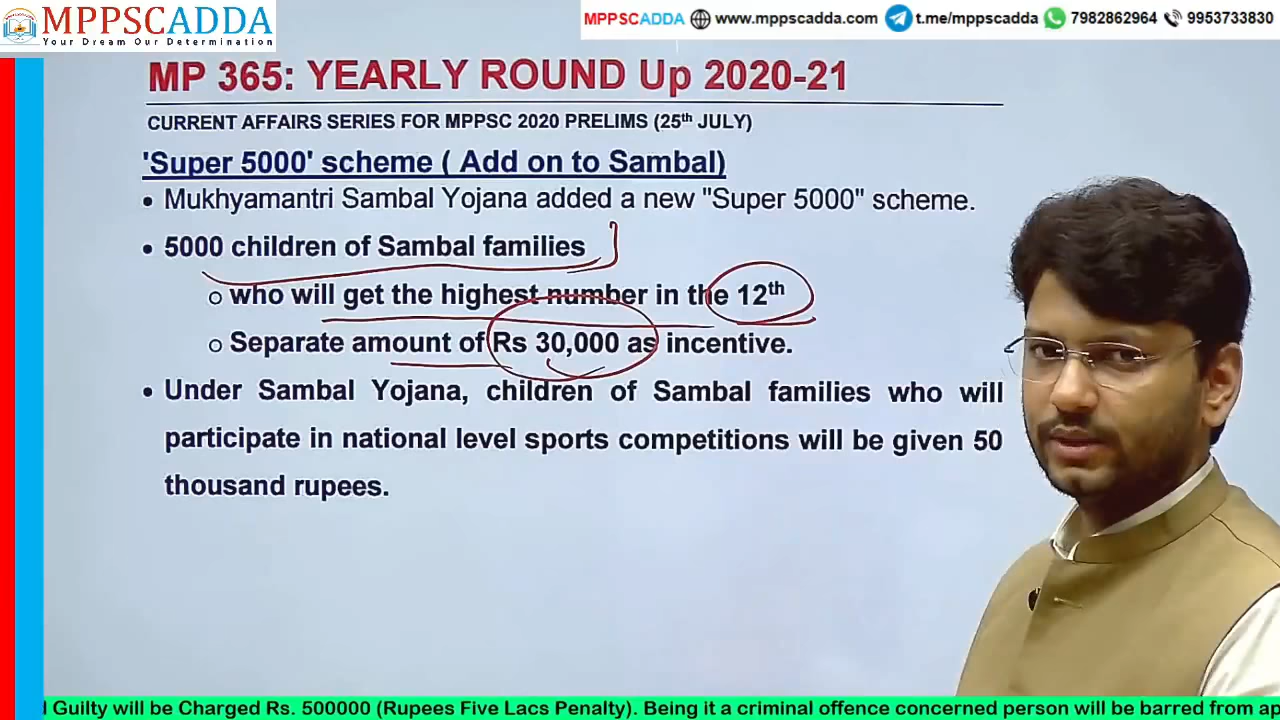 MPPSCADDA
Your Dream Our Determination
MPPSCADDA www.mppscadda.com t.me/mppscadda 7982862964 9953733830
MP 365: YEARLY ROUND Up 2020-21
CURRENT AFFAIRS SERIES FOR MPPSC 2020 PRELIMS (25th JULY)
'Super 5000' scheme ( Add on to Sambal)
• Mukhyamantri Sambal Yojana added a new "Super 5000" scheme.
• 5000 children of Sambal families
o who will get the highest number in the 12th
o Separate amount of Rs 30,000 as incentive.
• Under Sambal Yojana, children of Sambal families who will
participate in national level sports competitions will be given 50
thousand rupees.
Guilty will be Charged Rs. 500000 (Rupees Five Lacs Penalty). Being it a criminal offence concerned person will be barred from ap